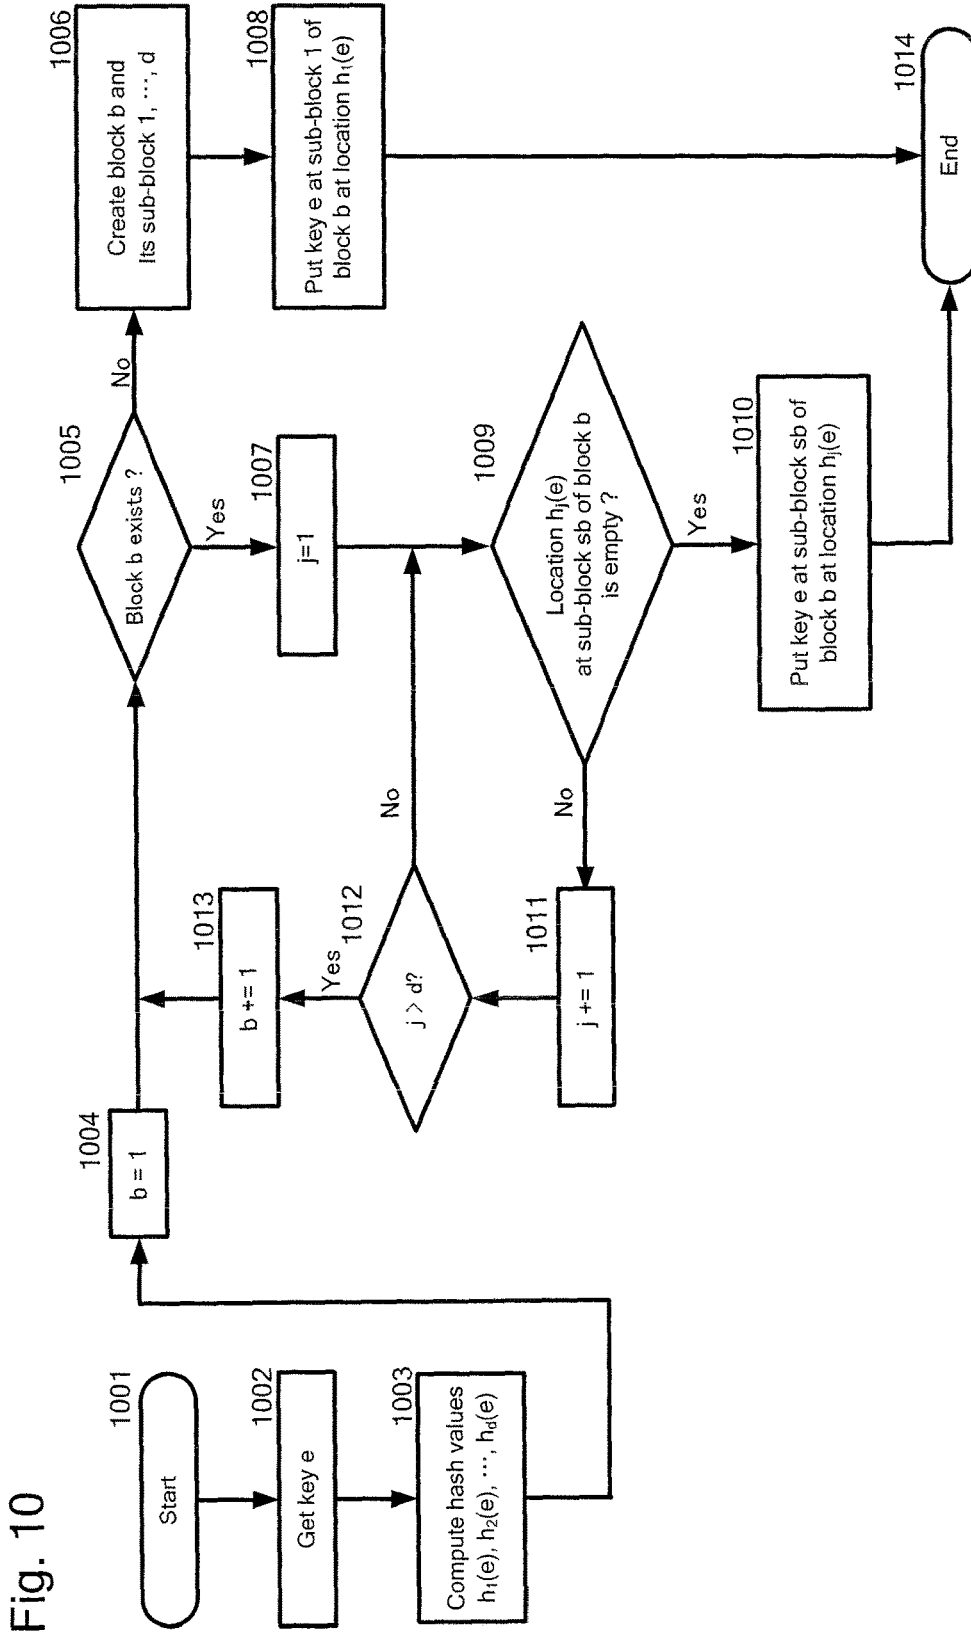 Fig. 10
1001
Start
1002
Get key e
1003
Compute hash values
h₁(e), h₂(e), ···, h_d(e)
1004
b = 1
1005
Block b exists ?
No
Yes
1006
Create block b and
Its sub-block 1, ···, d
1008
Put key e at sub-block 1 of
block b at location h₁(e)
1007
j=1
1009
Location hⱼ(e)
at sub-block sb of block b
is empty ?
No
Yes
1010
Put key e at sub-block sb of
block b at location hⱼ(e)
1011
j += 1
1012
j > d?
No
Yes
1013
b += 1
1014
End